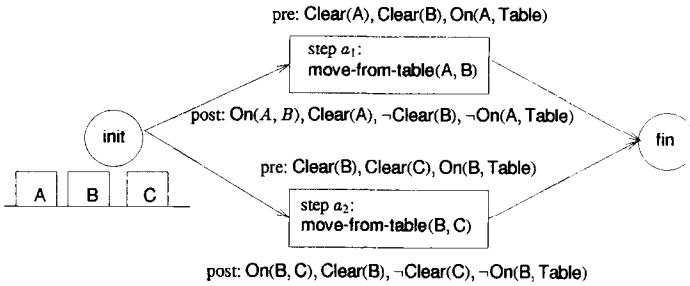 pre: Clear(A), Clear(B), On(A, Table)
step a₁:
move-from-table(A, B)
post: On(A, B), Clear(A), ¬Clear(B), ¬On(A, Table)
init
fin
pre: Clear(B), Clear(C), On(B, Table)
A B C
step a₂:
move-from-table(B, C)
post: On(B, C), Clear(B), ¬Clear(C), ¬On(B, Table)